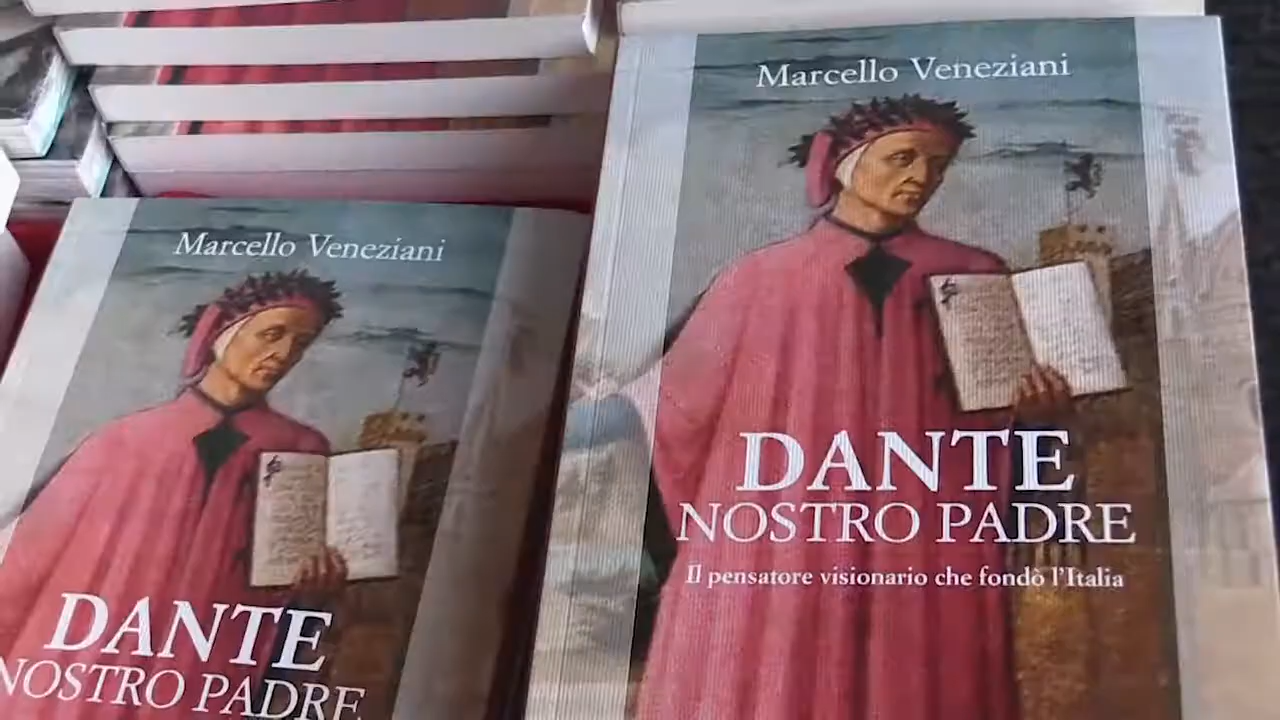 Marcello Veneziani
DANTE
NOSTRO PADRE
Marcello Veneziani
DANTE
NOSTRO PADRE
Il pensatore visionario che fondò l'Italia